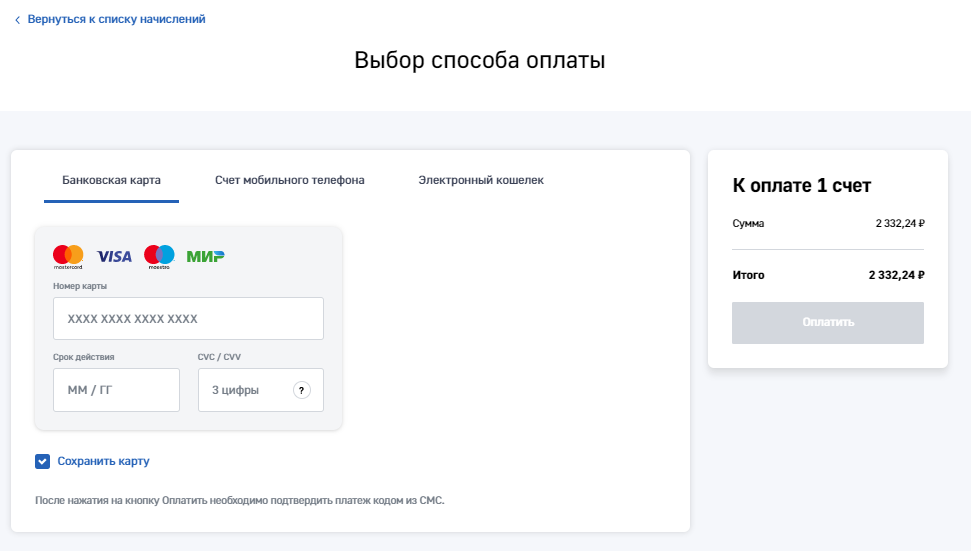 Вернуться к списку начислений
Выбор способа оплаты
Банковская карта
Счет мобильного телефона
Электронный кошелек
mastercard VISA maestro МИР
Номер карты
XXXX XXXX XXXX XXXX
Срок действия
CVC / CVV
ММ / ГГ
3 цифры ?
Сохранить карту
После нажатия на кнопку Оплатить необходимо подтвердить платеж кодом из СМС.
К оплате 1 счет
Сумма 2 332,24 ₽
Итого 2 332,24 ₽
Оплатить